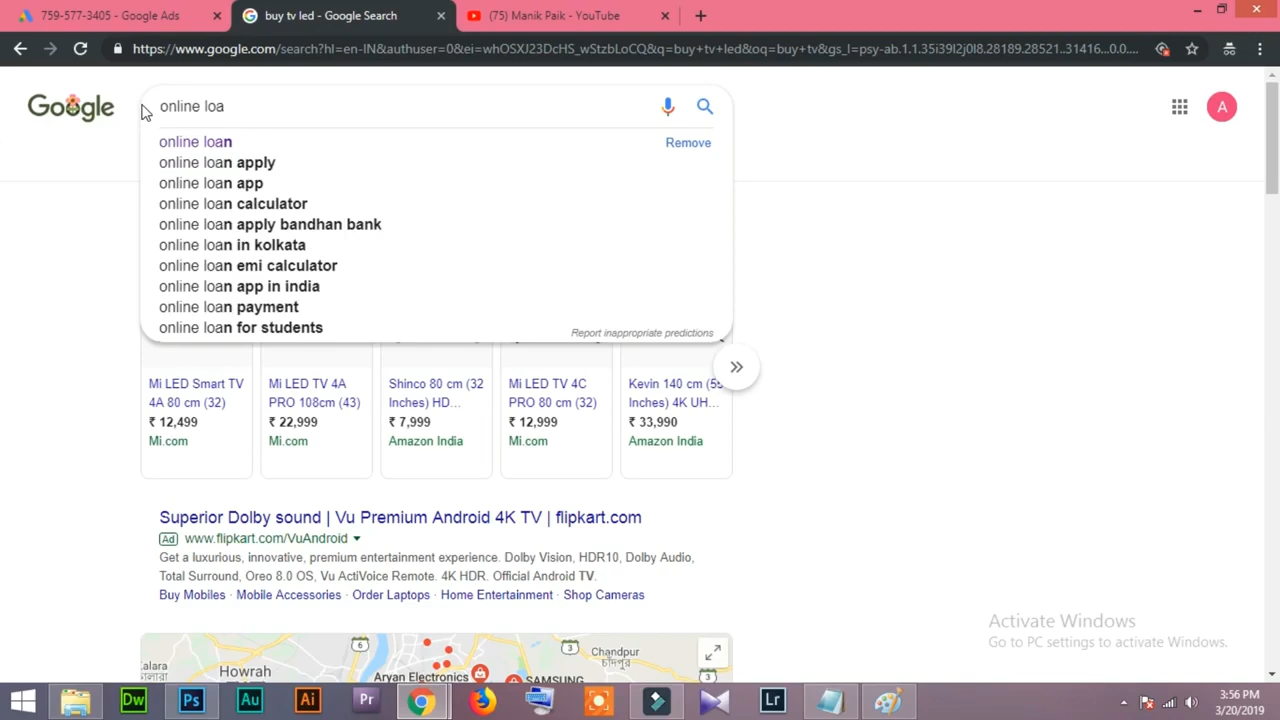 759-577-3405 - Google Ads
buy tv led - Google Search
(75) Manik Paik - YouTube
https://www.google.com/search?hl=en-IN&authuser=0&ei=whOSXJ23DcHS_wStzbLoCQ&q=buy+tv+led&oq=buy+tv&gs_l=psy-ab.1.1.35i39l2j0l8.28189.28521..31416...0.0....
Google
online loa
A
online loan
Remove
online loan apply
online loan app
online loan calculator
online loan apply bandhan bank
online loan in kolkata
online loan emi calculator
online loan app in india
online loan payment
online loan for students
Report inappropriate predictions
Mi LED Smart TV
4A 80 cm (32)
₹ 12,499
Mi.com
Mi LED TV 4A
PRO 108cm (43)
₹ 22,999
Mi.com
Shinco 80 cm (32
Inches) HD...
₹ 7,999
Amazon India
Mi LED TV 4C
PRO 80 cm (32)
₹ 12,999
Mi.com
Kevin 140 cm (55
Inches) 4K UH...
₹ 33,990
Amazon India
Superior Dolby sound | Vu Premium Android 4K TV | flipkart.com
Ad www.flipkart.com/VuAndroid
Get a luxurious, innovative, premium entertainment experience. Dolby Vision, HDR10, Dolby Audio,
Total Surround, Oreo 8.0 OS, Vu ActiVoice Remote. 4K HDR. Official Android TV.
Buy Mobiles · Mobile Accessories · Order Laptops · Home Entertainment · Shop Cameras
Activate Windows
Go to PC settings to activate Windows.
6
3
Chandpur
चাঁদপুর
Howrah
Aryan Electronics
SAMSUNG
3
Dw
Ps
Au
Ai
Pr
Lr
3:56 PM
3/20/2019